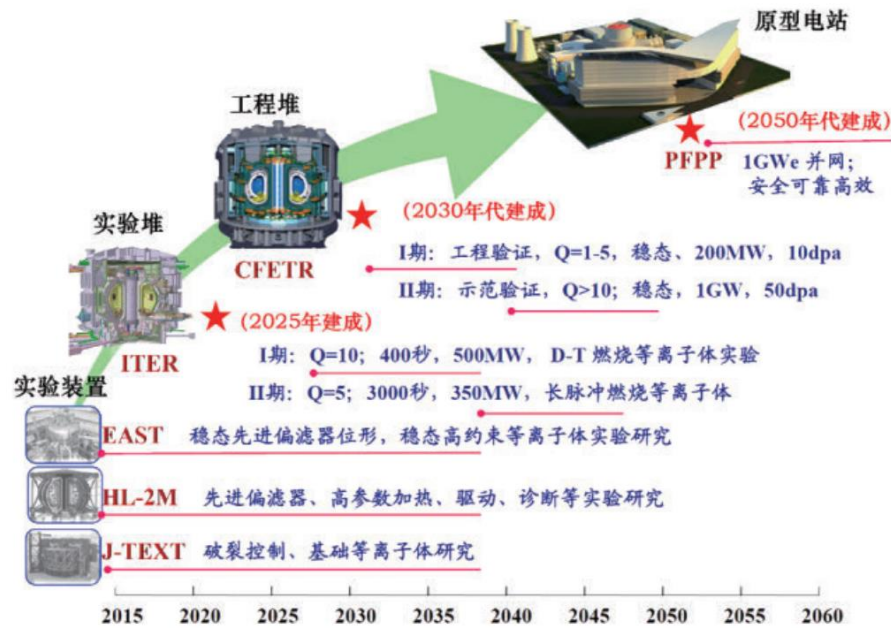 原型电站
工程堆
(2050年代建成)
PFPP
1GWe 并网;
安全可靠高效
实验堆
(2030年代建成)
CFETR
I期: 工程验证, Q=1-5, 稳态、200MW, 10dpa
II期: 示范验证, Q>10; 稳态, 1GW, 50dpa
(2025年建成)
ITER
I期: Q=10; 400秒, 500MW, D-T 燃烧等离子体实验
II期: Q=5; 3000秒, 350MW, 长脉冲燃烧等离子体
实验装置
EAST 稳态先进偏滤器位形, 稳态高约束等离子体实验研究
HL-2M 先进偏滤器、高参数加热、驱动、诊断等实验研究
J-TEXT 破裂控制、基础等离子体研究
2015 2020 2025 2030 2035 2040 2045 2050 2055 2060